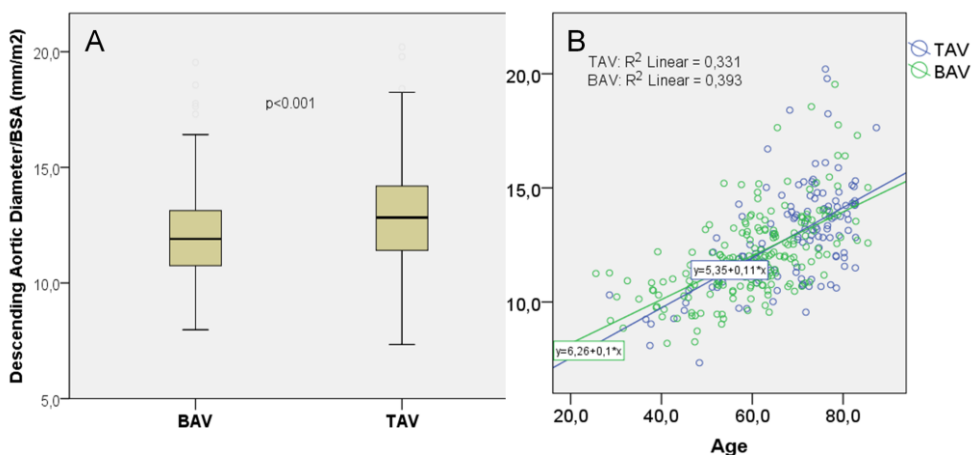 A
Descending Aortic Diameter/BSA (mm/m2)
20,0
15,0
10,0
5,0
p<0.001
BAV
TAV
B
TAV: R² Linear = 0,331
BAV: R² Linear = 0,393
TAV
BAV
20,0
15,0
10,0
y=5,35+0,11*x
y=6,26+0,1*x
20,0
40,0
60,0
80,0
Age